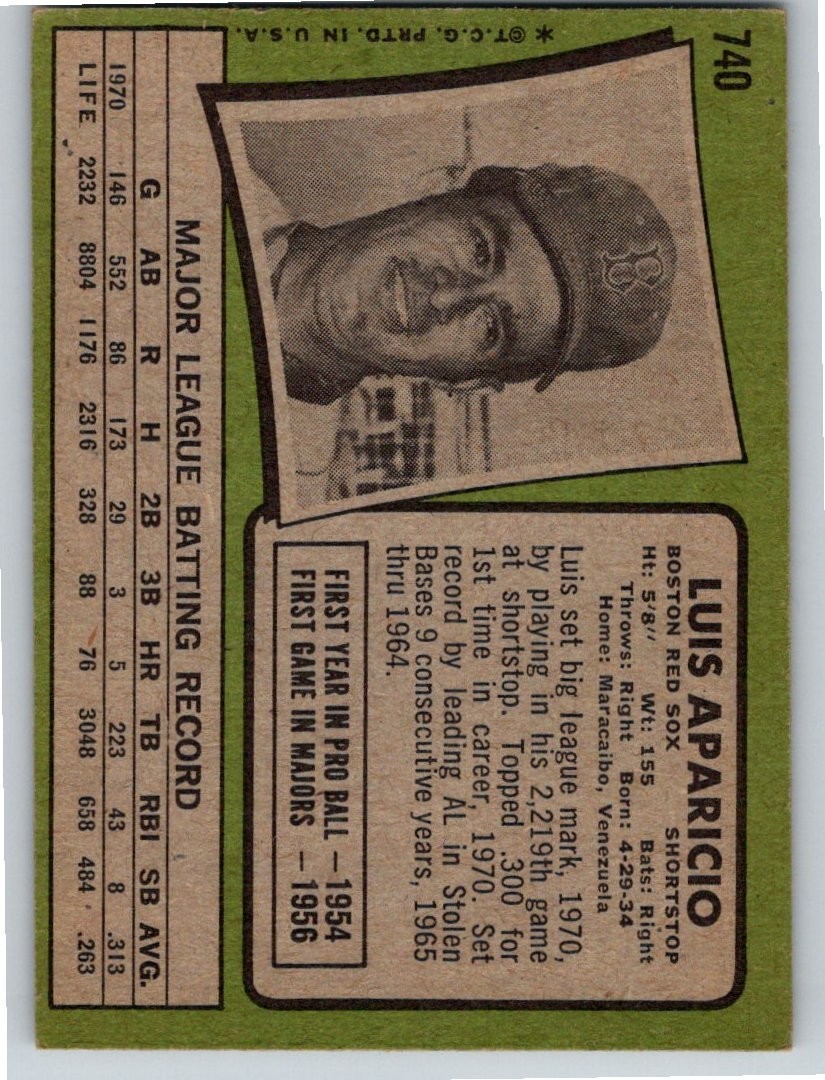 740
* ©T.C.G. PRTD. IN U.S.A.
B
LUIS APARICIO
BOSTON RED SOX SHORTSTOP
Ht: 5'8" Wt: 155 Bats: Right
Throws: Right Born: 4-29-34
Home: Maracaibo, Venezuela
Luis set big league mark, 1970,
by playing in his 2,219th game
at shortstop. Topped .300 for
1st time in career, 1970. Set
record by leading AL in Stolen
Bases 9 consecutive years, 1965
thru 1964.
FIRST YEAR IN PRO BALL — 1954
FIRST GAME IN MAJORS — 1956
MAJOR LEAGUE BATTING RECORD
G AB R H 2B 3B HR TB RBI SB AVG.
1970 146 552 86 173 29 3 5 223 43 8 .313
LIFE 2232 8804 1176 2316 328 88 76 3048 658 484 .263